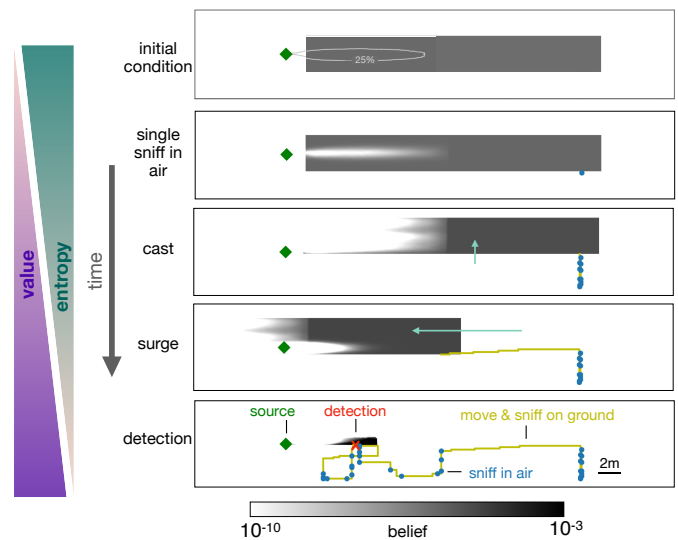 initial
condition
25%
single
sniff in
air
cast
surge
detection
value
entropy
time
source
detection
move & sniff on ground
sniff in air
2m
10-10
belief
10-3